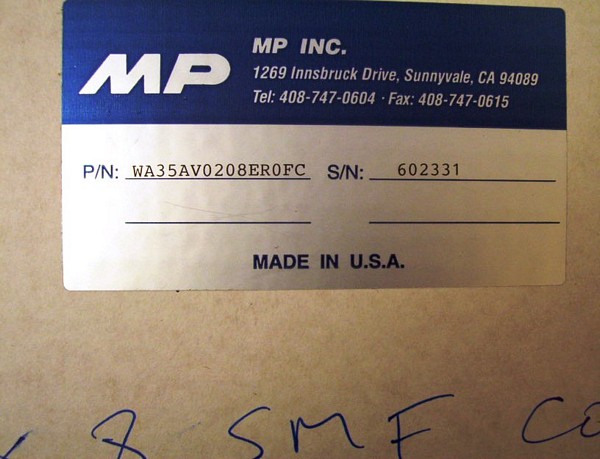 MP
MP INC.
1269 Innsbruck Drive, Sunnyvale, CA 94089
Tel: 408-747-0604 · Fax: 408-747-0615
P/N: WA35AV0208ER0FC S/N: 602331
MADE IN U.S.A.
8 SMF